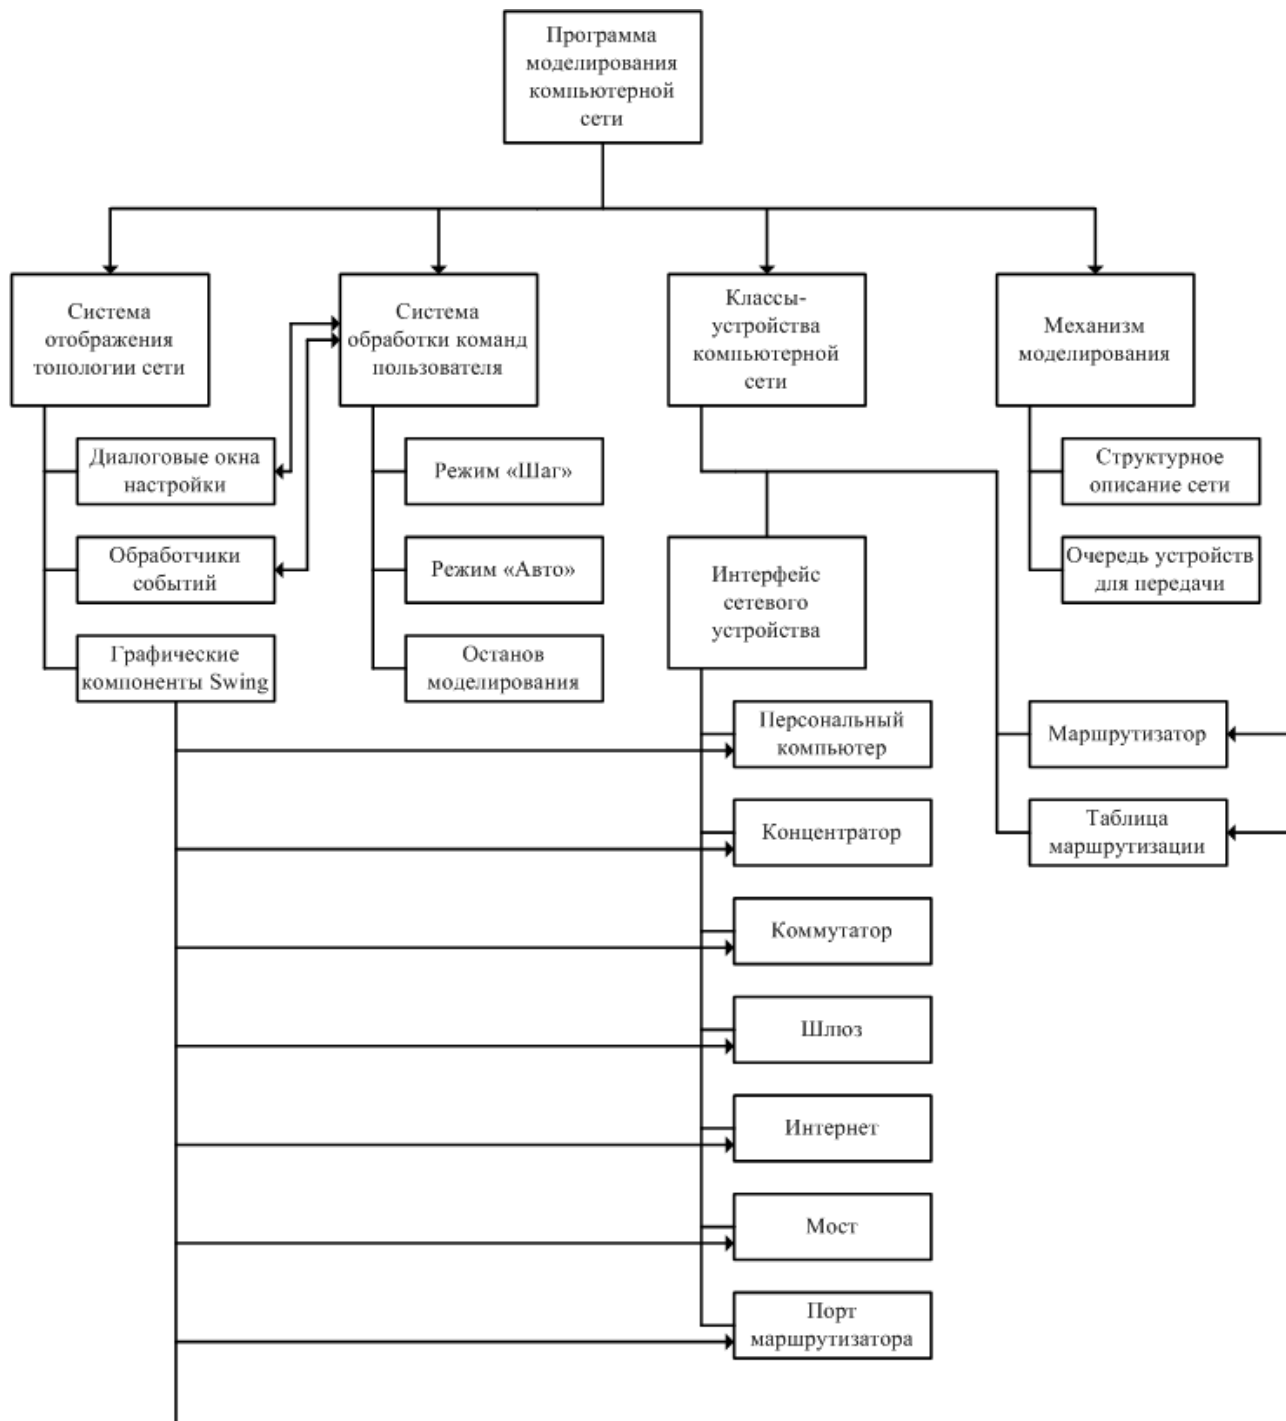 Программа
моделирования
компьютерной
сети
Система
отображения
топологии сети
Система
обработки команд
пользователя
Классы-
устройства
компьютерной
сети
Механизм
моделирования
Диалоговые окна
настройки
Обработчики
событий
Графические
компоненты Swing
Режим «Шаг»
Режим «Авто»
Останов
моделирования
Интерфейс
сетевого
устройства
Структурное
описание сети
Очередь устройств
для передачи
Персональный
компьютер
Концентратор
Коммутатор
Шлюз
Интернет
Мост
Порт
маршрутизатора
Маршрутизатор
Таблица
маршрутизации